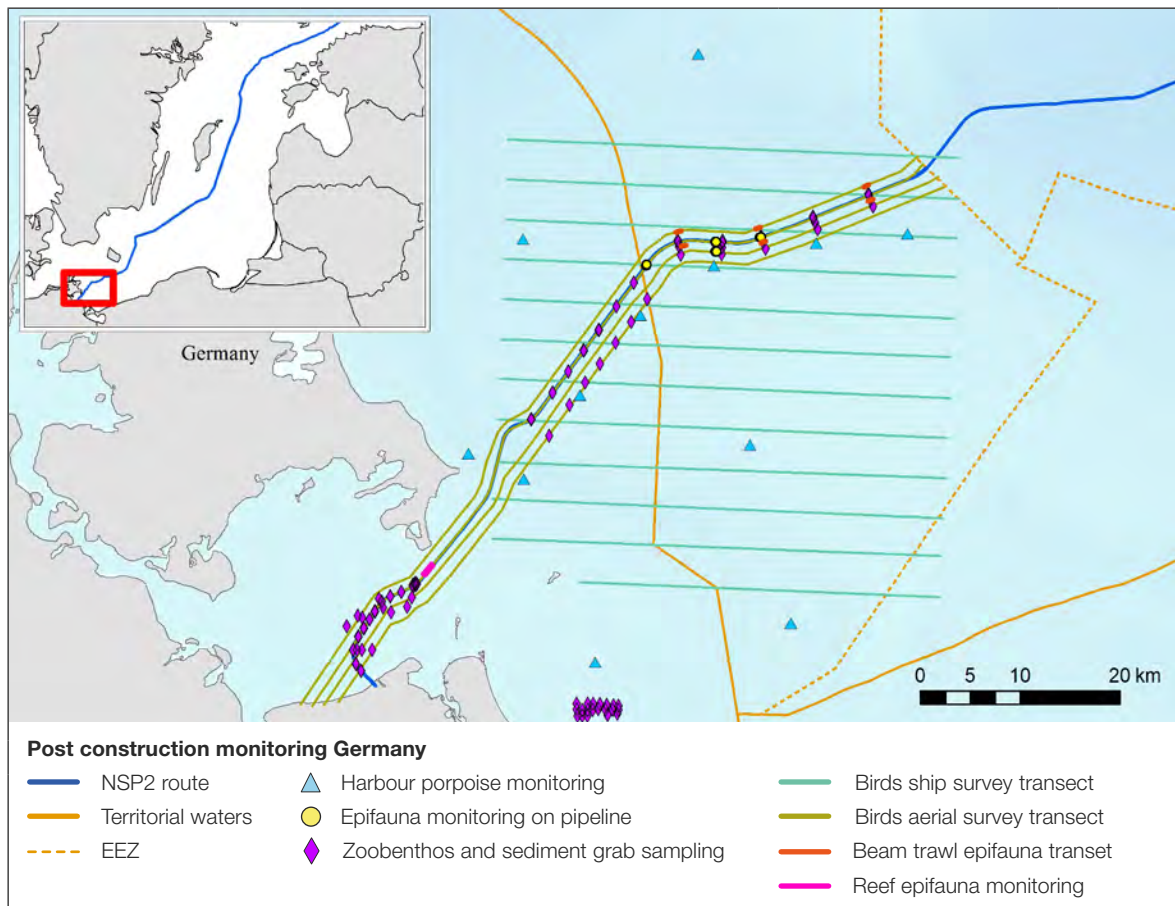 Germany
0 5 10 20 km
Post construction monitoring Germany
NSP2 route
Harbour porpoise monitoring
Birds ship survey transect
Territorial waters
Epifauna monitoring on pipeline
Birds aerial survey transect
EEZ
Zoobenthos and sediment grab sampling
Beam trawl epifauna transet
Reef epifauna monitoring